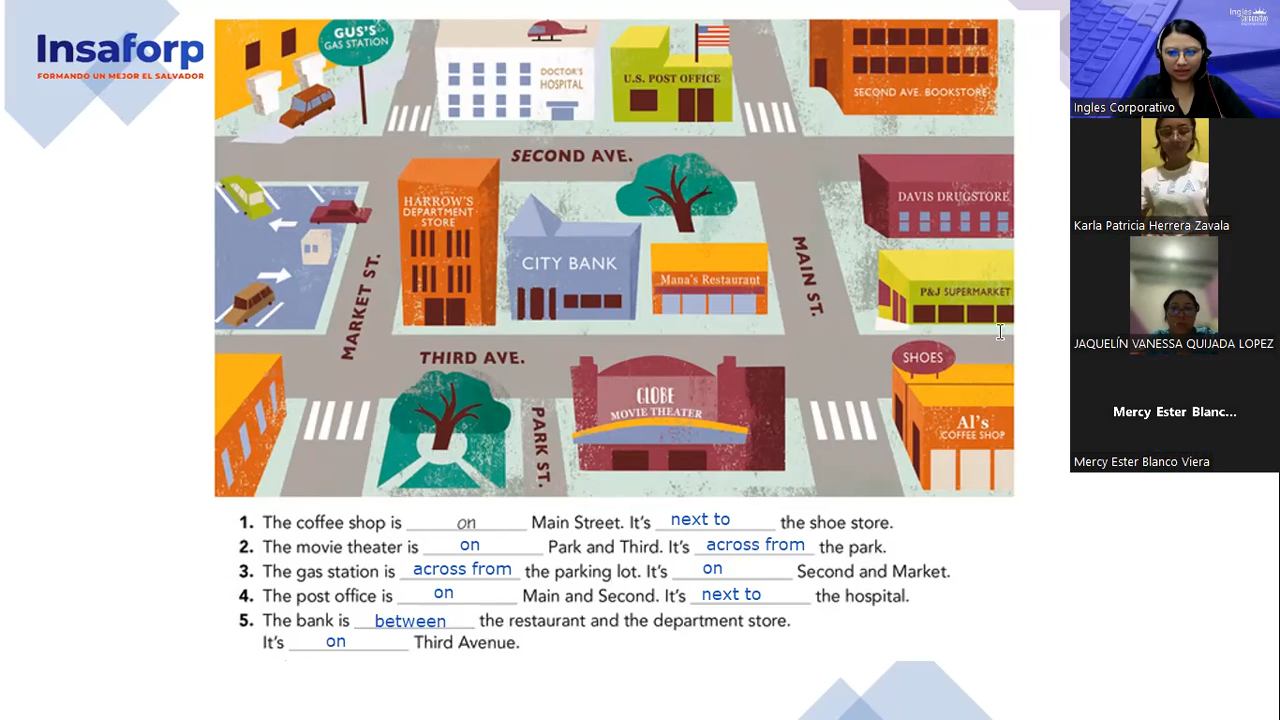 Insaforp
FORMANDO UN MEJOR EL SALVADOR
GUS'S
GAS STATION
DOCTOR'S
HOSPITAL
U.S. POST OFFICE
SECOND AVE. BOOKSTORE
SECOND AVE.
HARROW'S
DEPARTMENT
STORE
CITY BANK
Mana's Restaurant
DAVIS DRUGSTORE
P&J SUPERMARKET
MARKET ST.
MAIN ST.
THIRD AVE.
PARK ST.
GLOBE
MOVIE THEATER
SHOES
Al's
COFFEE SHOP
1. The coffee shop is on Main Street. It's next to the shoe store.
2. The movie theater is on Park and Third. It's across from the park.
3. The gas station is across from the parking lot. It's on Second and Market.
4. The post office is on Main and Second. It's next to the hospital.
5. The bank is between the restaurant and the department store.
It's on Third Avenue.
Ingles Corporativo
Karla Patricia Herrera Zavala
JAQUELÍN VANESSA QUIJADA LOPEZ
Mercy Ester Blanc...
Mercy Ester Blanco Viera